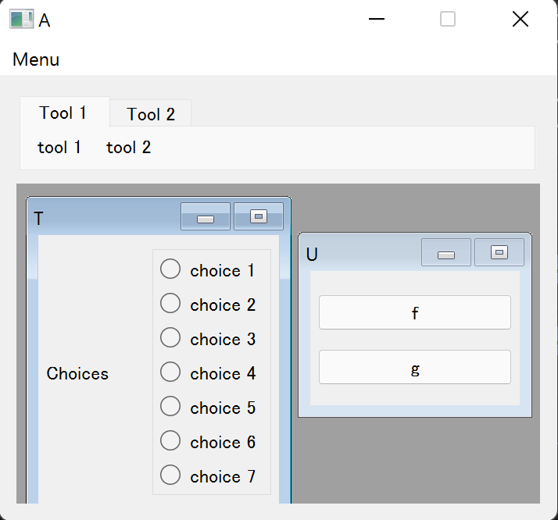 A
Menu
Tool 1 Tool 2
tool 1 tool 2
T
Choices
choice 1
choice 2
choice 3
choice 4
choice 5
choice 6
choice 7
U
f
g